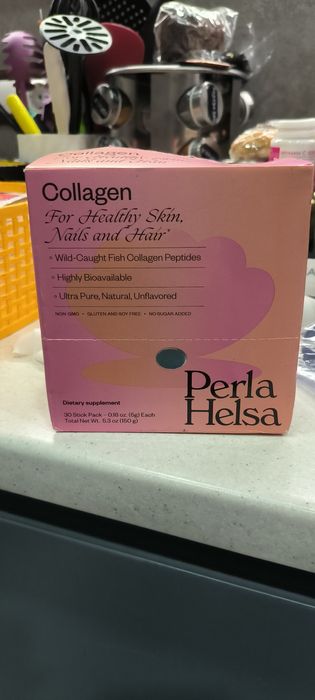 Collagen
For Healthy Skin,
Nails and Hair*
• Wild-Caught Fish Collagen Peptides
• Highly Bioavailable
• Ultra Pure, Natural, Unflavored
NON GMO • GLUTEN AND SOY FREE • NO SUGAR ADDED
Dietary supplement
30 Stick Pack – 0.18 oz. (5g) Each
Total Net Wt. 5.3 oz (150 g)
Perla
Helsa